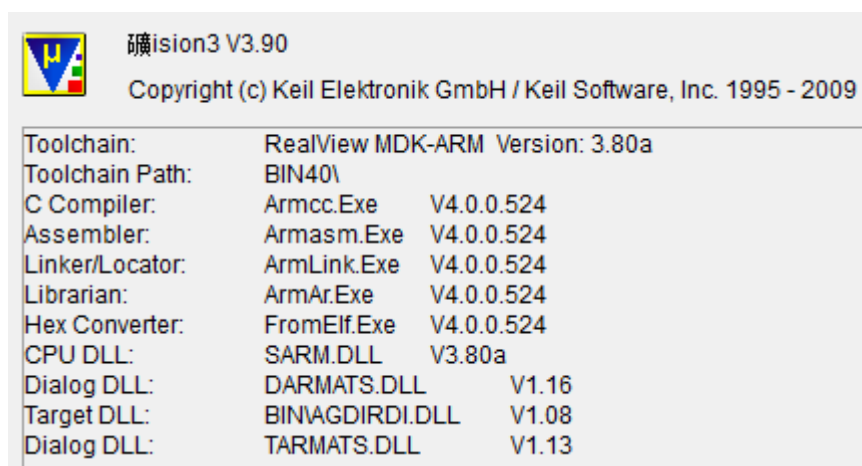 µ
礦ision3 V3.90
Copyright (c) Keil Elektronik GmbH / Keil Software, Inc. 1995 - 2009
Toolchain: RealView MDK-ARM Version: 3.80a
Toolchain Path: BIN40\
C Compiler: Armcc.Exe V4.0.0.524
Assembler: Armasm.Exe V4.0.0.524
Linker/Locator: ArmLink.Exe V4.0.0.524
Librarian: ArmAr.Exe V4.0.0.524
Hex Converter: FromElf.Exe V4.0.0.524
CPU DLL: SARM.DLL V3.80a
Dialog DLL: DARMATS.DLL V1.16
Target DLL: BIN\AGDIRDI.DLL V1.08
Dialog DLL: TARMATS.DLL V1.13